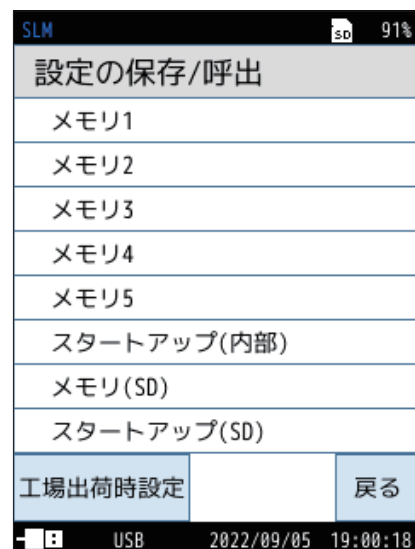 SLM SD 91%
設定の保存/呼出
メモリ1
メモリ2
メモリ3
メモリ4
メモリ5
スタートアップ(内部)
メモリ(SD)
スタートアップ(SD)
工場出荷時設定 戻る
USB 2022/09/05 19:00:18